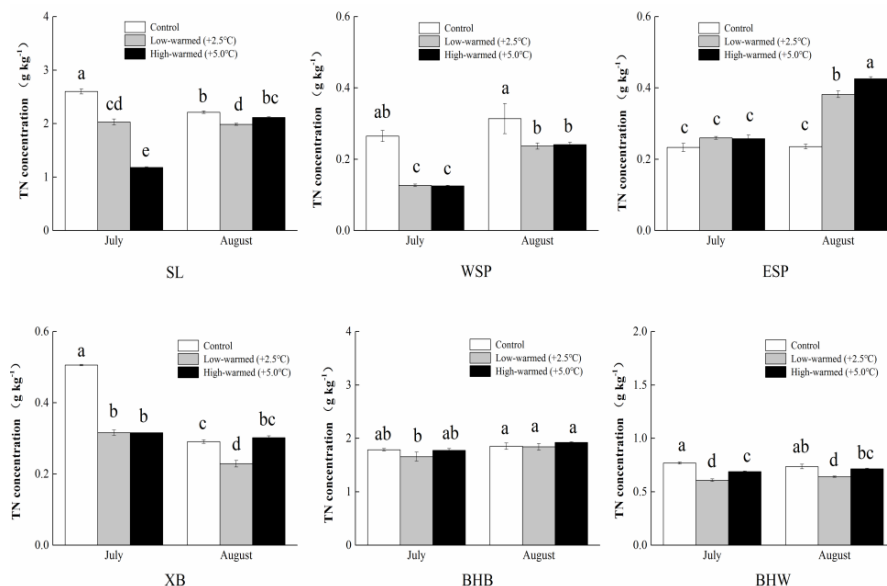 4
3
2
1
0
TN concentration （g kg-1）
Control
Low-warmed (+2.5℃)
High-warmed (+5.0℃)
a
cd
e
b
d
bc
July
August
SL
0.6
0.4
0.2
0.0
TN concentration （g kg-1）
Control
Low-warmed (+2.5℃)
High-warmed (+5.0℃)
ab
c
c
a
b
b
July
August
WSP
0.6
0.4
0.2
0.0
TN concentration （g kg-1）
Control
Low-warmed (+2.5℃)
High-warmed (+5.0℃)
c
c
c
c
b
a
July
August
ESP
0.6
0.4
0.2
0.0
TN concentration （g kg-1）
Control
Low-warmed (+2.5℃)
High-warmed (+5.0℃)
a
b
b
c
d
bc
July
August
XB
4
3
2
1
0
TN concentration （g kg-1）
Control
Low-warmed (+2.5℃)
High-warmed (+5.0℃)
ab
b
ab
a
a
a
July
August
BHB
2.0
1.5
1.0
0.5
0.0
TN concentration （g kg-1）
Control
Low-warmed (+2.5℃)
High-warmed (+5.0℃)
a
d
c
ab
d
bc
July
August
BHW